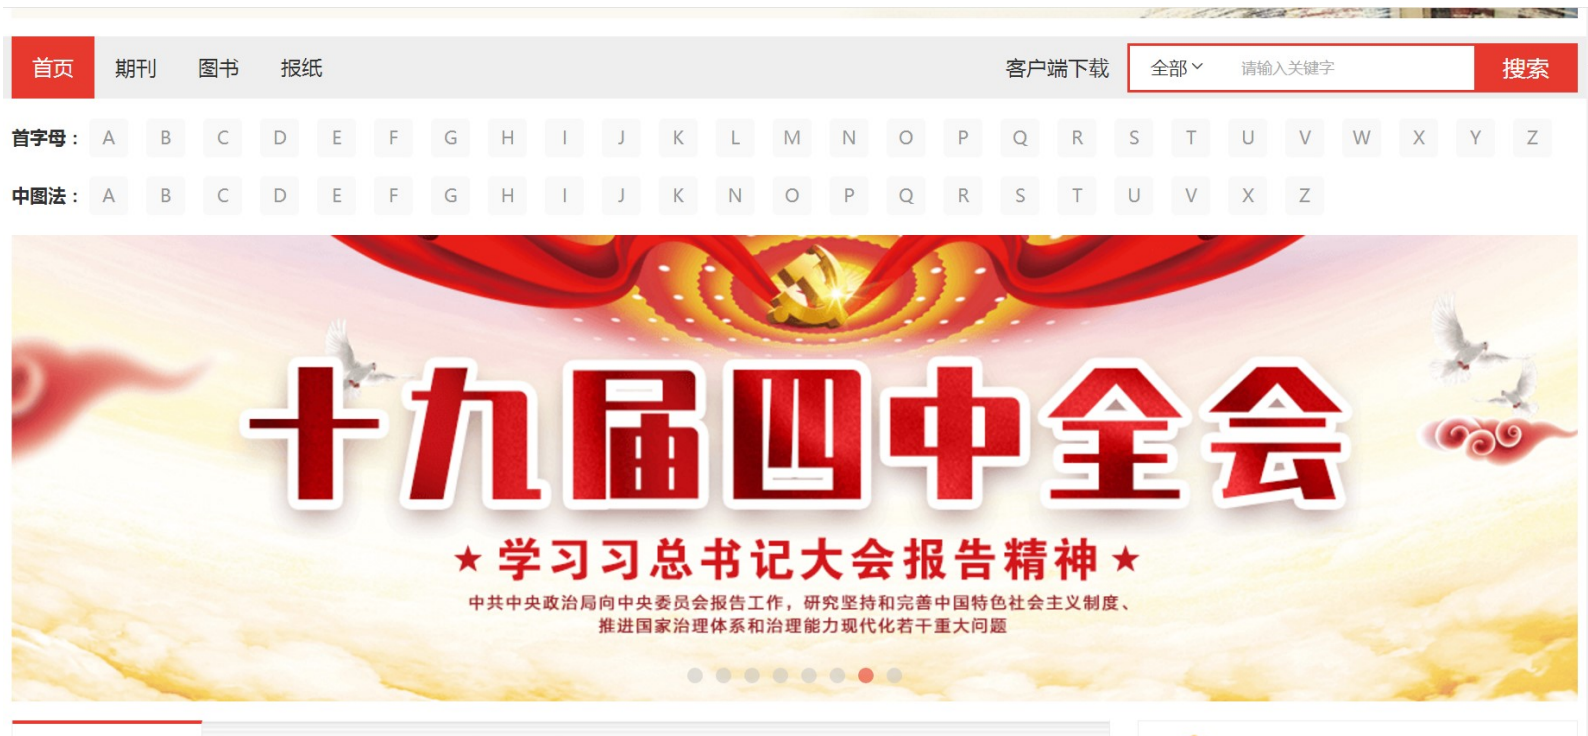 首页 期刊 图书 报纸 客户端下载 全部 请输入关键字 搜索
首字母： A B C D E F G H I J K L M N O P Q R S T U V W X Y Z
中图法： A B C D E F G H I J K N O P Q R S T U V X Z
十九届四中全会
★学习习总书记大会报告精神★
中共中央政治局向中央委员会报告工作，研究坚持和完善中国特色社会主义制度、
推进国家治理体系和治理能力现代化若干重大问题